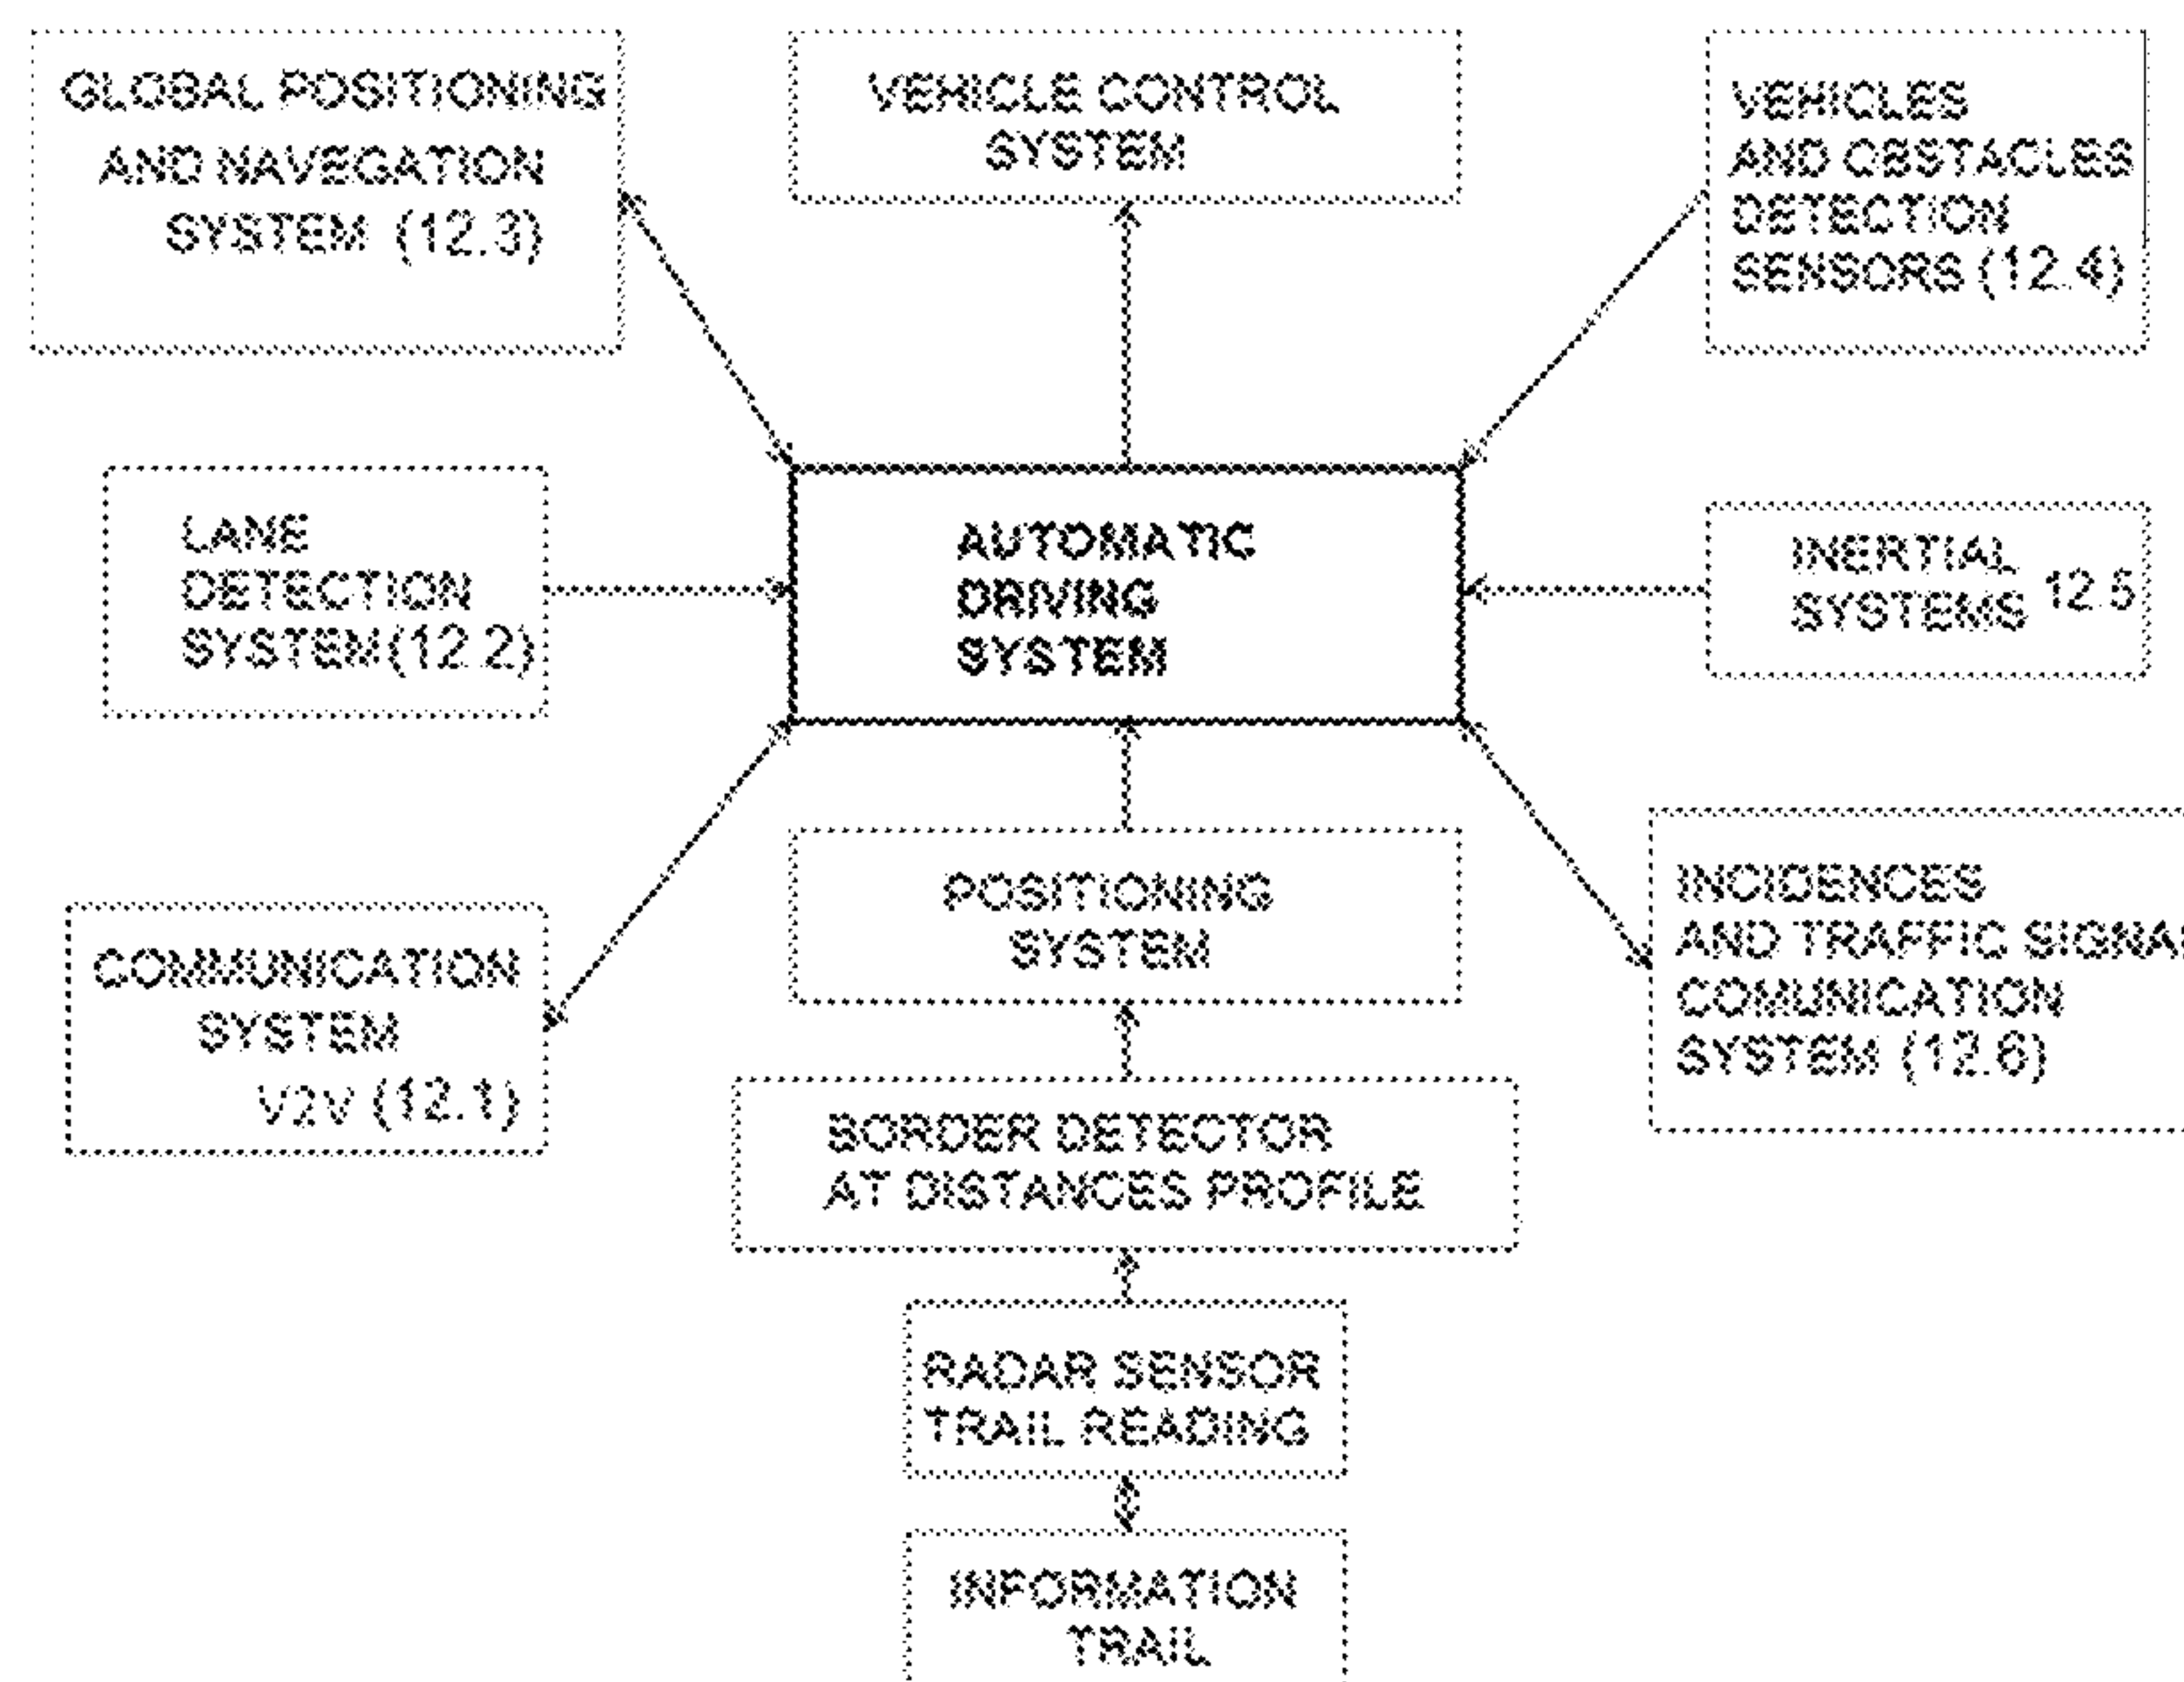 GLOBAL POSITIONING
AND NAVEGATION
SYSTEM (12.3)
VEHICLE CONTROL
SYSTEM
VEHICLES
AND OBSTACLES
DETECTION
SENSORS (12.4)
LANE
DETECTION
SYSTEM (12.2)
AUTOMATIC
DRIVING
SYSTEM
INERTIAL
SYSTEMS 12.5
COMMUNICATION
SYSTEM
V2V (12.1)
POSITIONING
SYSTEM
INCIDENCES
AND TRAFFIC
COMUNICATION
SYSTEM (12.6)
BORDER DETECTOR
AT DISTANCES PROFILE
RADAR SENSOR
TRAIL READING
INFORMATION
TRAIL